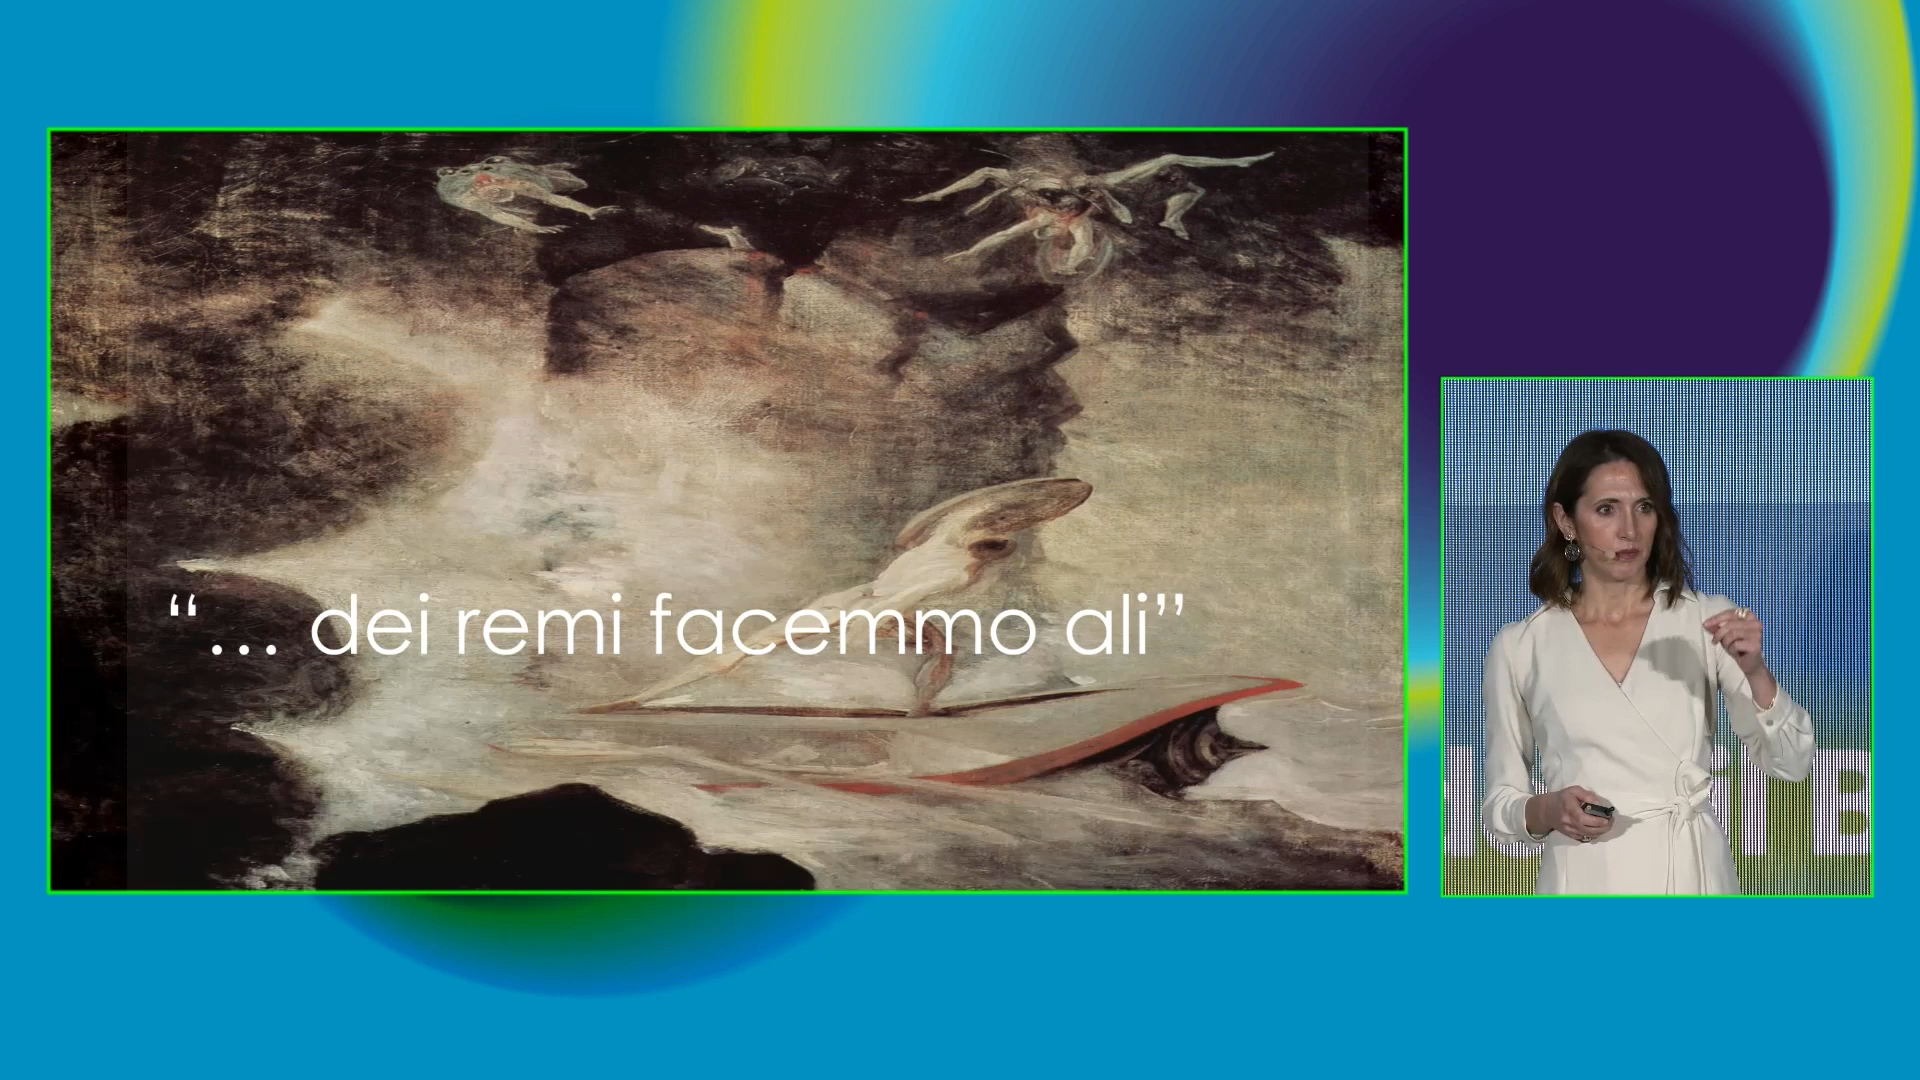 “… dei remi facemmo ali”